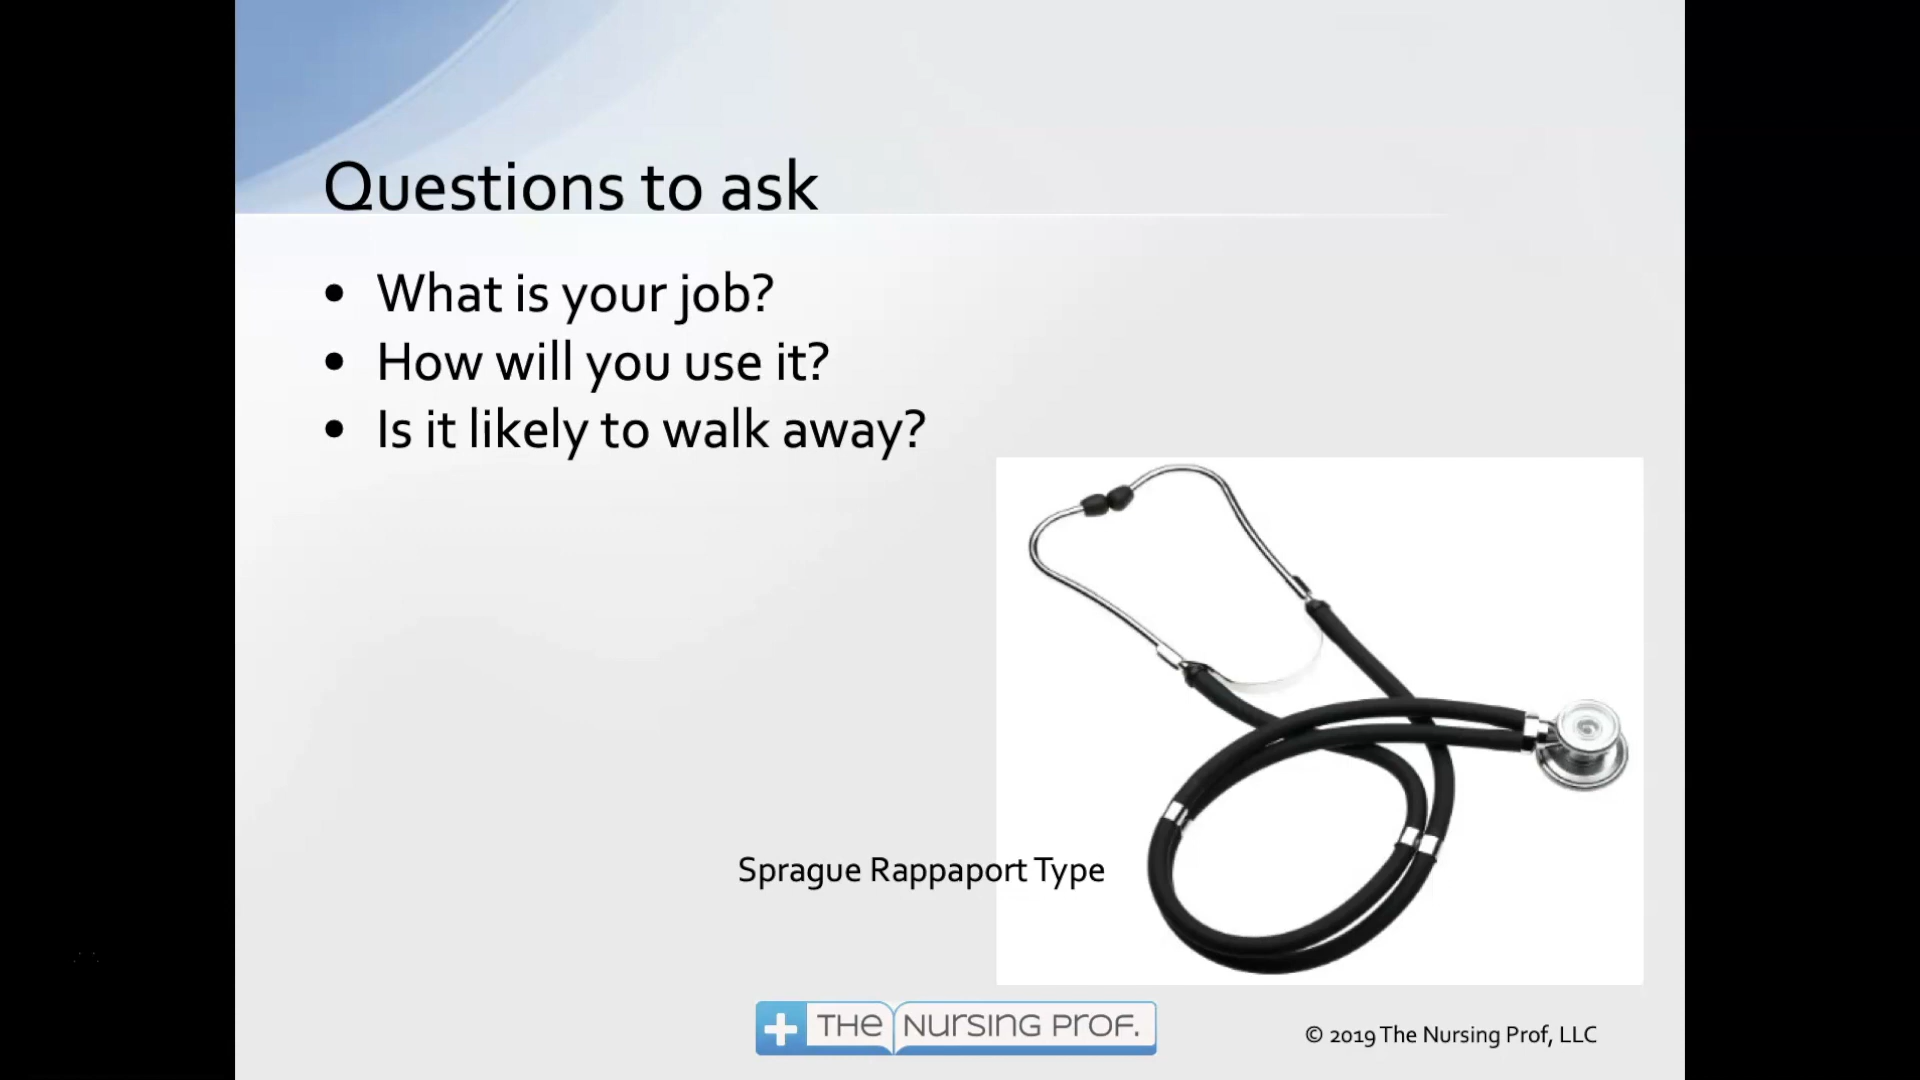 Questions to ask
• What is your job?
• How will you use it?
• Is it likely to walk away?
Sprague Rappaport Type
THE NURSING PROF.
© 2019 The Nursing Prof, LLC